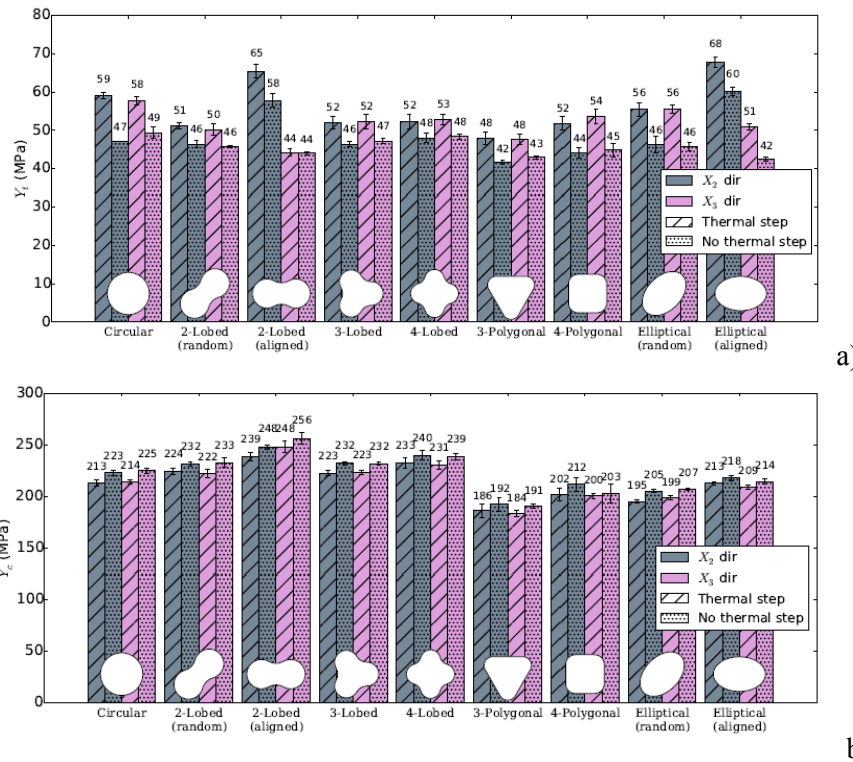 80
70
60
50
40
30
20
10
0
Y_t (MPa)
59 47 58 49
51 46 50 46
65 58 44 44
52 46 52 47
52 48 53 48
48 42 48 43
52 44 54 45
56 46 56 46
68 60 51 42
X_2 dir
X_3 dir
Thermal step
No thermal step
Circular
2-Lobed
(random)
2-Lobed
(aligned)
3-Lobed
4-Lobed
3-Polygonal
4-Polygonal
Elliptical
(random)
Elliptical
(aligned)
a)
300
250
200
150
100
50
0
Y_c (MPa)
213 223 214 225
224 232 222 233
239 248 248 256
223 232 223 232
233 240 231 239
186 192 184 191
202 212 200 203
195 205 199 207
213 218 209 214
X_2 dir
X_3 dir
Thermal step
No thermal step
Circular
2-Lobed
(random)
2-Lobed
(aligned)
3-Lobed
4-Lobed
3-Polygonal
4-Polygonal
Elliptical
(random)
Elliptical
(aligned)
b